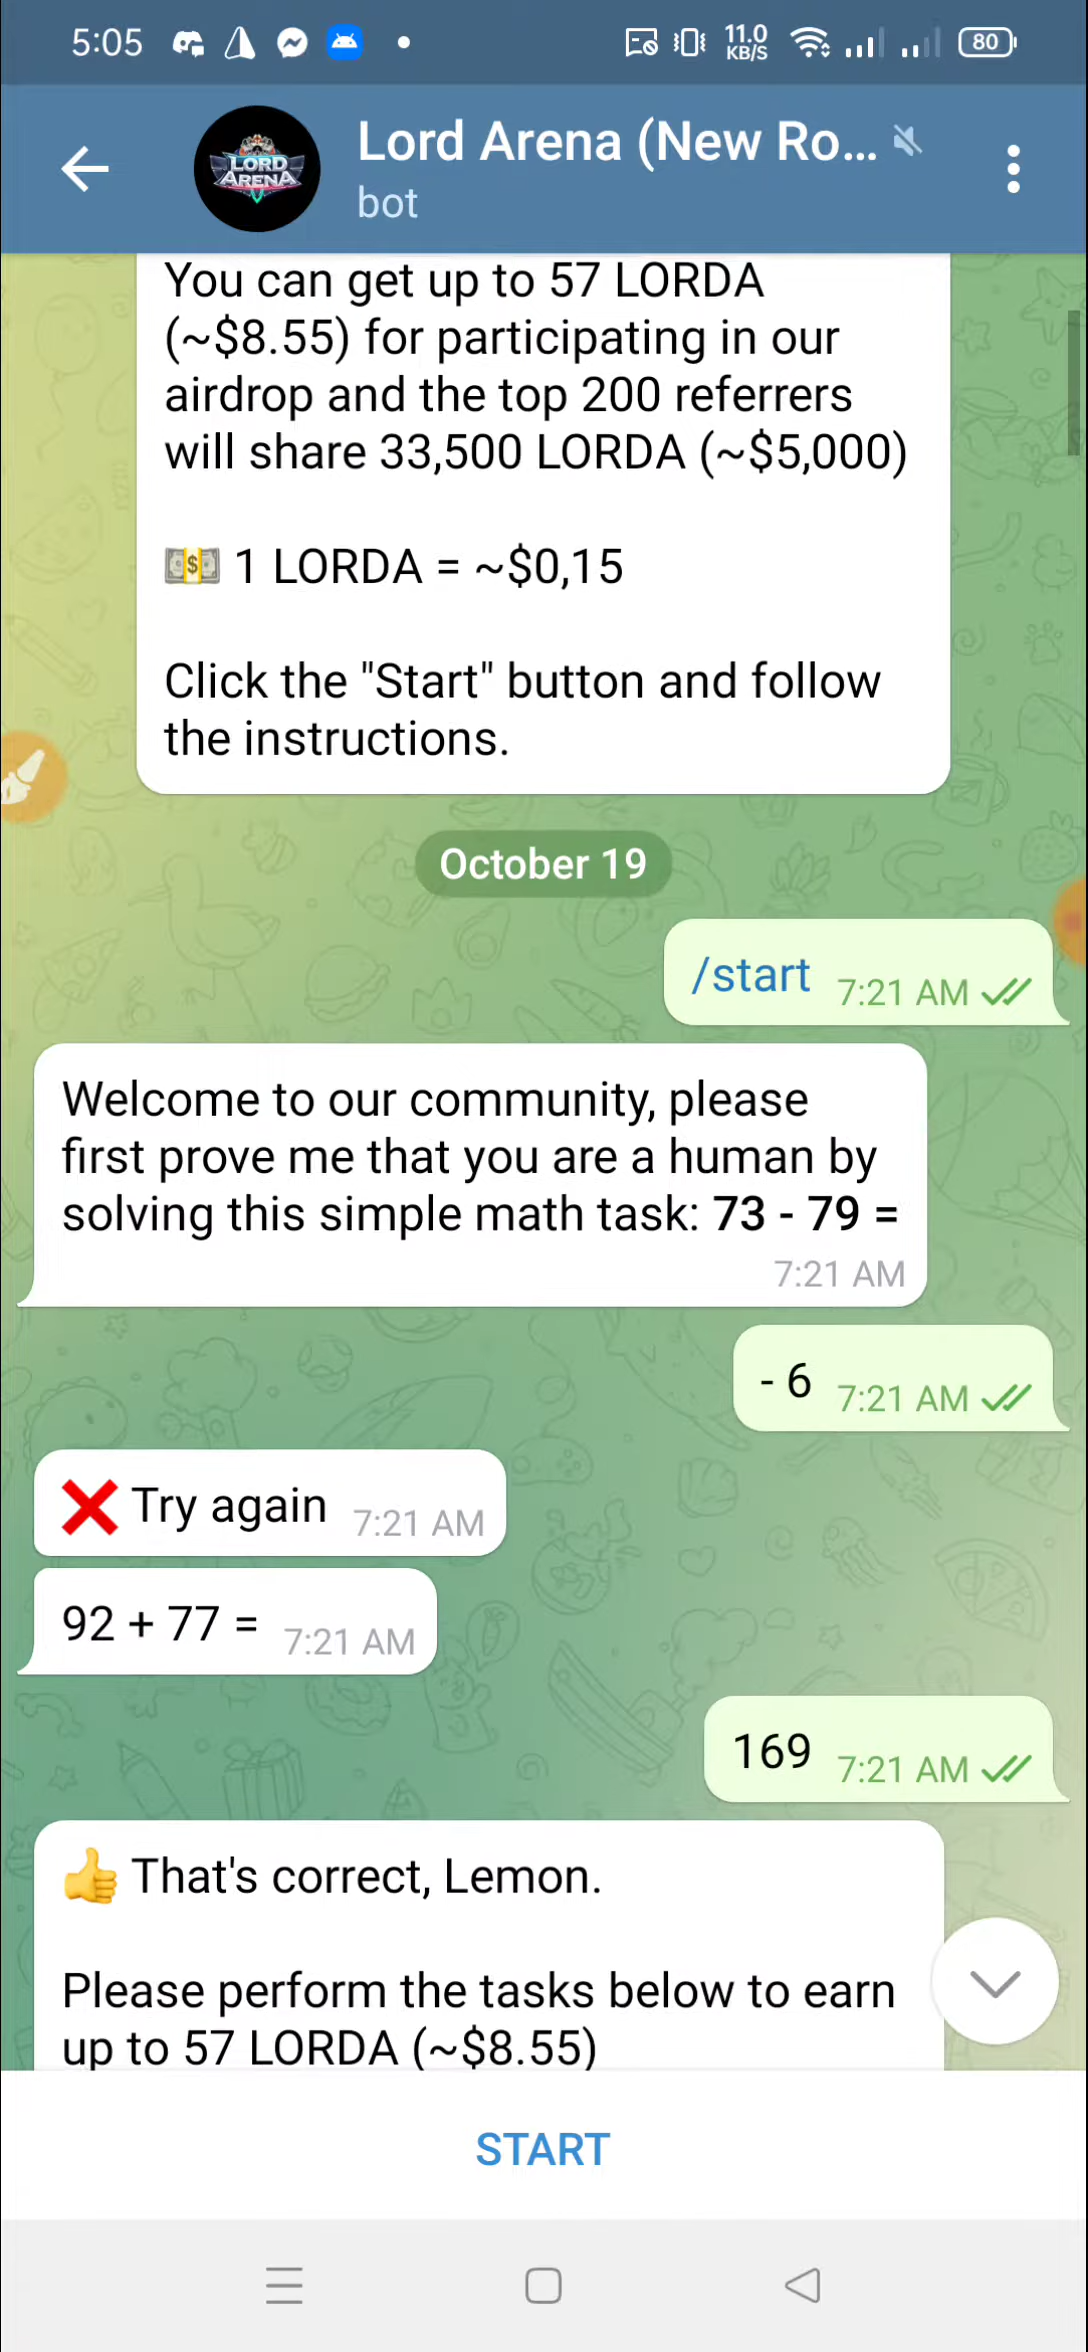 5:05
11.0
KB/S
80
LORD
ARENA
Lord Arena (New Ro...
bot
You can get up to 57 LORDA
(~$8.55) for participating in our
airdrop and the top 200 referrers
will share 33,500 LORDA (~$5,000)
1 LORDA = ~$0,15
Click the "Start" button and follow
the instructions.
October 19
/start 7:21 AM
Welcome to our community, please
first prove me that you are a human by
solving this simple math task: 73 - 79 =
7:21 AM
- 6 7:21 AM
Try again 7:21 AM
92 + 77 = 7:21 AM
169 7:21 AM
That's correct, Lemon.
Please perform the tasks below to earn
up to 57 LORDA (~$8.55)
START